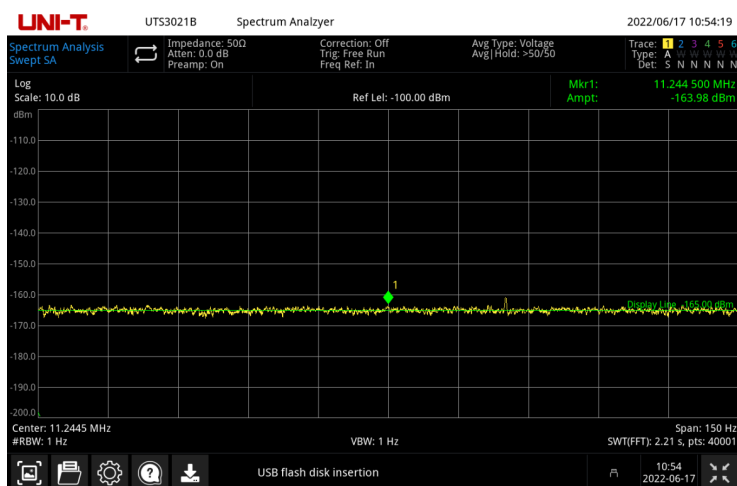 UNI-T® UTS3021B Spectrum Analzyer 2022/06/17 10:54:19
Spectrum Analysis
Swept SA
Impedance: 50Ω
Atten: 0.0 dB
Preamp: On
Correction: Off
Trig: Free Run
Freq Ref: In
Avg Type: Voltage
Avg|Hold: >50/50
Trace: 1 2 3 4 5 6
Type: A W W W W W
Det: S N N N N N
Log
Scale: 10.0 dB
Ref Lel: -100.00 dBm
Mkr1: 11.244 500 MHz
Ampt: -163.98 dBm
dBm
-110.0
-120.0
-130.0
-140.0
-150.0
1
-160.0
Display Line -165.00 dBm
-170.0
-180.0
-190.0
-200.0
Center: 11.2445 MHz Span: 150 Hz
#RBW: 1 Hz VBW: 1 Hz SWT(FFT): 2.21 s, pts: 40001
USB flash disk insertion
10:54
2022-06-17